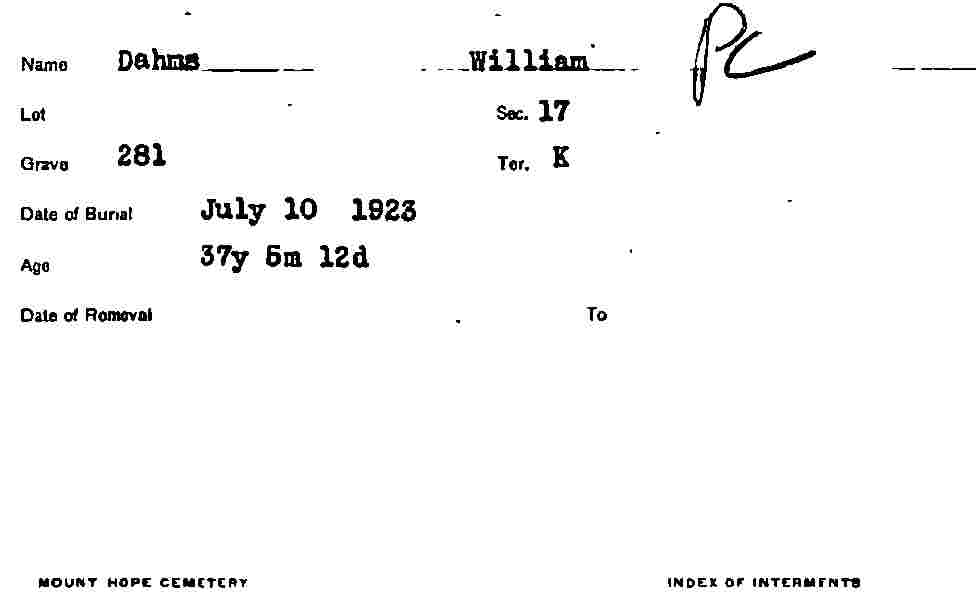 Name Dahms William PC
Lot Sec. 17
Grave 281 Ter. K
Date of Burial July 10 1923
Age 37y 5m 12d
Date of Removal To
MOUNT HOPE CEMETERY INDEX OF INTERMENTS